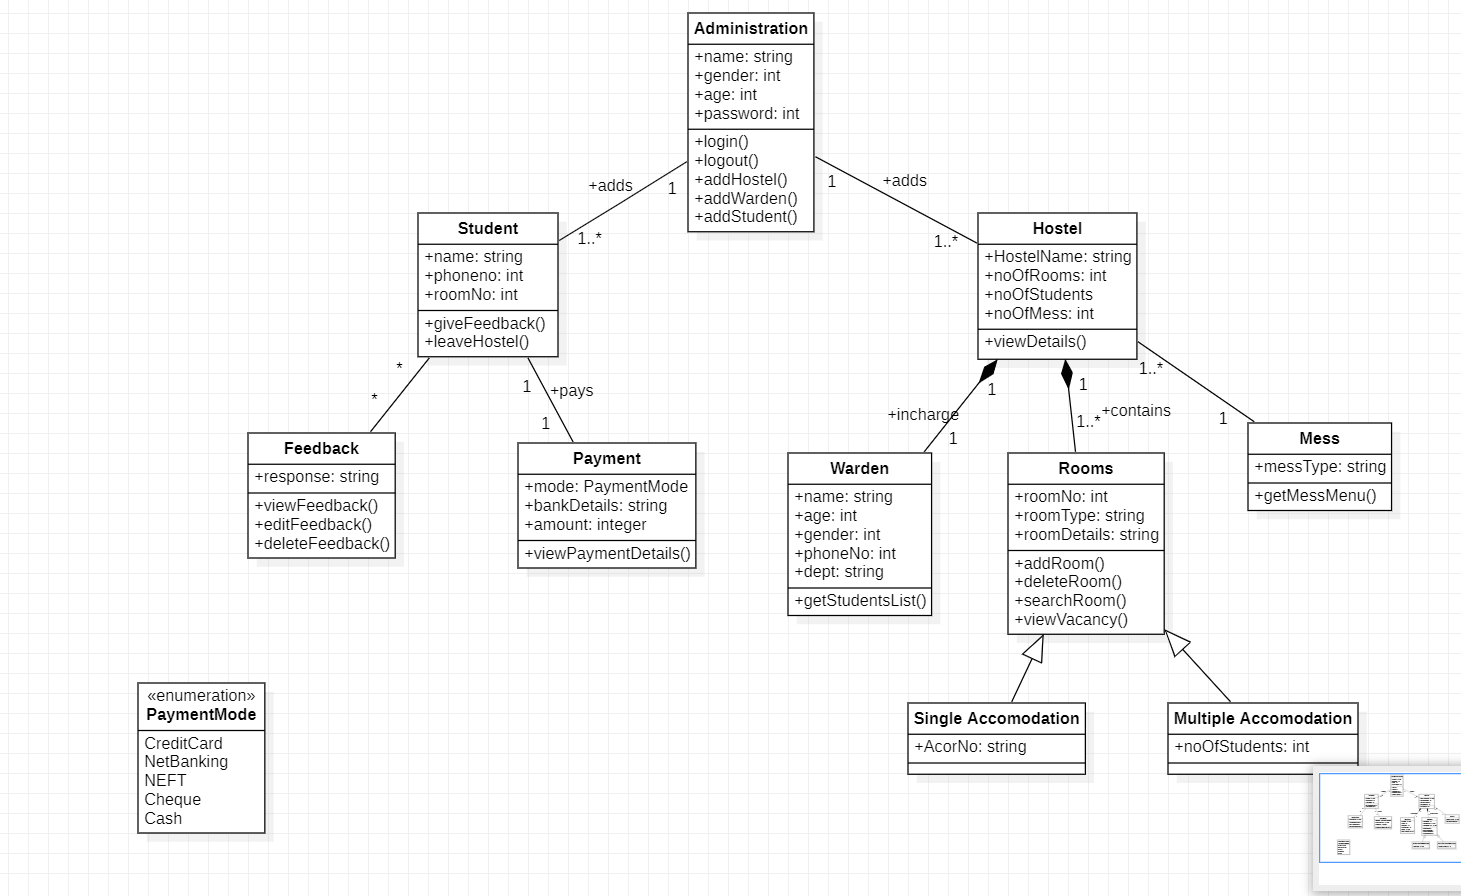 Administration
+name: string
+gender: int
+age: int
+password: int
+login()
+logout()
+addHostel()
+addWarden()
+addStudent()
+adds
1
1..*
1
+adds
1..*
Student
+name: string
+phoneno: int
+roomNo: int
+giveFeedback()
+leaveHostel()
Hostel
+HostelName: string
+noOfRooms: int
+noOfStudents
+noOfMess: int
+viewDetails()
*
*
1
+pays
1
1
+incharge
1
1
1..*
+contains
1..*
1
Feedback
+response: string
+viewFeedback()
+editFeedback()
+deleteFeedback()
Payment
+mode: PaymentMode
+bankDetails: string
+amount: integer
+viewPaymentDetails()
Warden
+name: string
+age: int
+gender: int
+phoneNo: int
+dept: string
+getStudentsList()
Rooms
+roomNo: int
+roomType: string
+roomDetails: string
+addRoom()
+deleteRoom()
+searchRoom()
+viewVacancy()
Mess
+messType: string
+getMessMenu()
«enumeration»
PaymentMode
CreditCard
NetBanking
NEFT
Cheque
Cash
Single Accomodation
+AcorNo: string
Multiple Accomodation
+noOfStudents: int